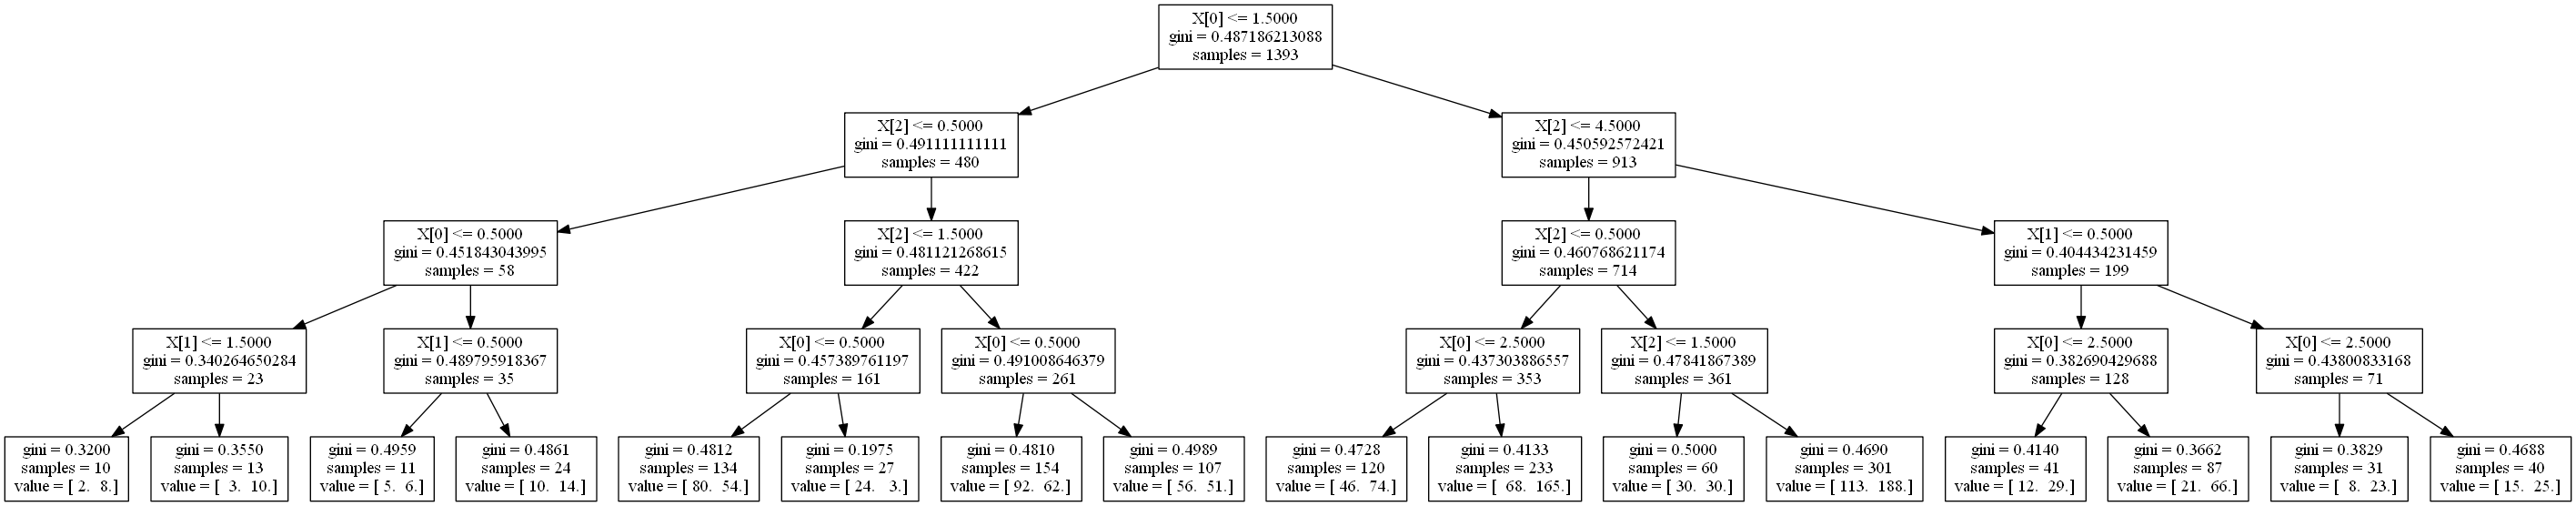 X[0] <= 1.5000
gini = 0.487186213088
samples = 1393
X[2] <= 0.5000
gini = 0.491111111111
samples = 480
X[2] <= 4.5000
gini = 0.450592572421
samples = 913
X[0] <= 0.5000
gini = 0.451843043995
samples = 58
X[2] <= 1.5000
gini = 0.481121268615
samples = 422
X[2] <= 0.5000
gini = 0.460768621174
samples = 714
X[1] <= 0.5000
gini = 0.404434231459
samples = 199
X[1] <= 1.5000
gini = 0.340264650284
samples = 23
X[1] <= 0.5000
gini = 0.489795918367
samples = 35
X[0] <= 0.5000
gini = 0.457389761197
samples = 161
X[0] <= 0.5000
gini = 0.491008646379
samples = 261
X[0] <= 2.5000
gini = 0.437303886557
samples = 353
X[2] <= 1.5000
gini = 0.47841867389
samples = 361
X[0] <= 2.5000
gini = 0.382690429688
samples = 128
X[0] <= 2.5000
gini = 0.43800833168
samples = 71
gini = 0.3200
samples = 10
value = [ 2.  8.]
gini = 0.3550
samples = 13
value = [  3.  10.]
gini = 0.4959
samples = 11
value = [ 5.  6.]
gini = 0.4861
samples = 24
value = [ 10.  14.]
gini = 0.4812
samples = 134
value = [ 80.  54.]
gini = 0.1975
samples = 27
value = [ 24.   3.]
gini = 0.4810
samples = 154
value = [ 92.  62.]
gini = 0.4989
samples = 107
value = [ 56.  51.]
gini = 0.4728
samples = 120
value = [ 46.  74.]
gini = 0.4133
samples = 233
value = [  68.  165.]
gini = 0.5000
samples = 60
value = [ 30.  30.]
gini = 0.4690
samples = 301
value = [ 113.  188.]
gini = 0.4140
samples = 41
value = [ 12.  29.]
gini = 0.3662
samples = 87
value = [ 21.  66.]
gini = 0.3829
samples = 31
value = [  8.  23.]
gini = 0.4688
samples = 40
value = [ 15.  25.]